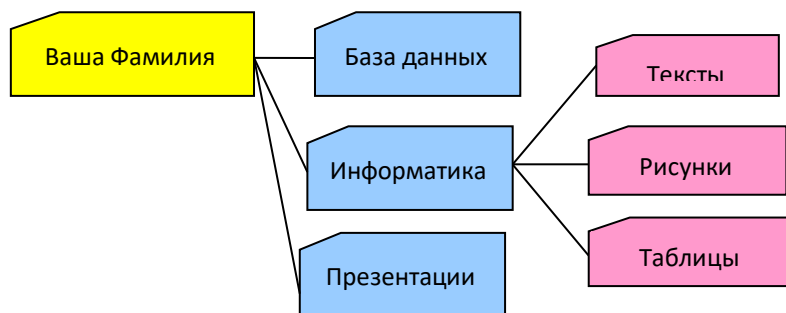 Ваша Фамилия
База данных
Тексты
Информатика
Рисунки
Презентации
Таблицы